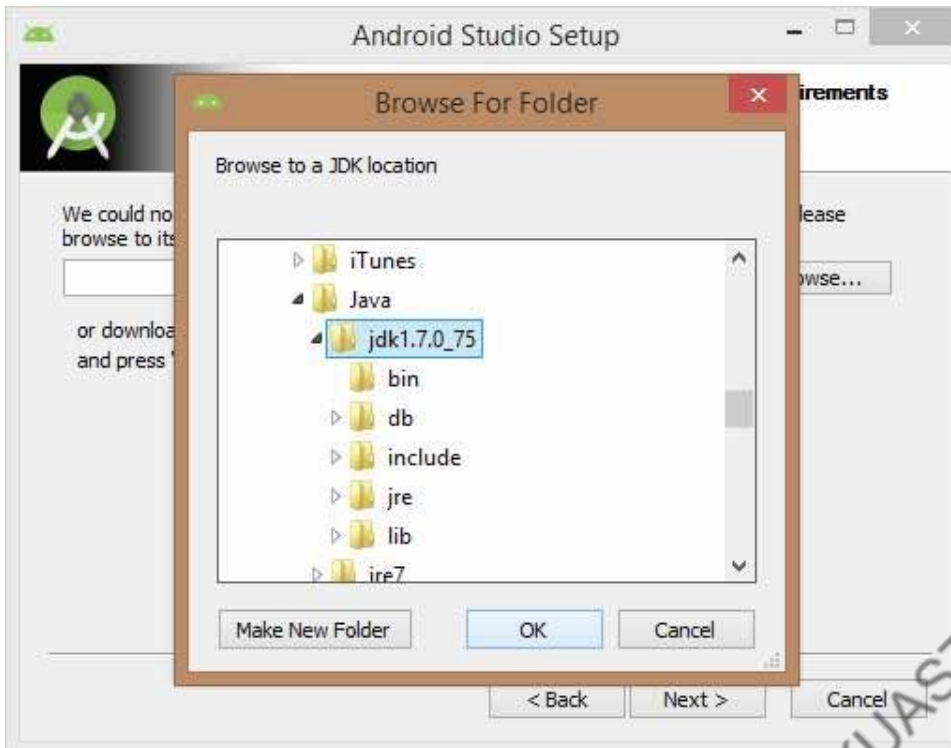 Android Studio Setup
Browse For Folder
irements
Browse to a JDK location
We could no
lease
browse to its
iTunes
owse...
Java
or downloa
jdk1.7.0_75
and press
bin
db
include
jre
lib
jre7
Make New Folder
OK
Cancel
< Back
Next >
Cancel